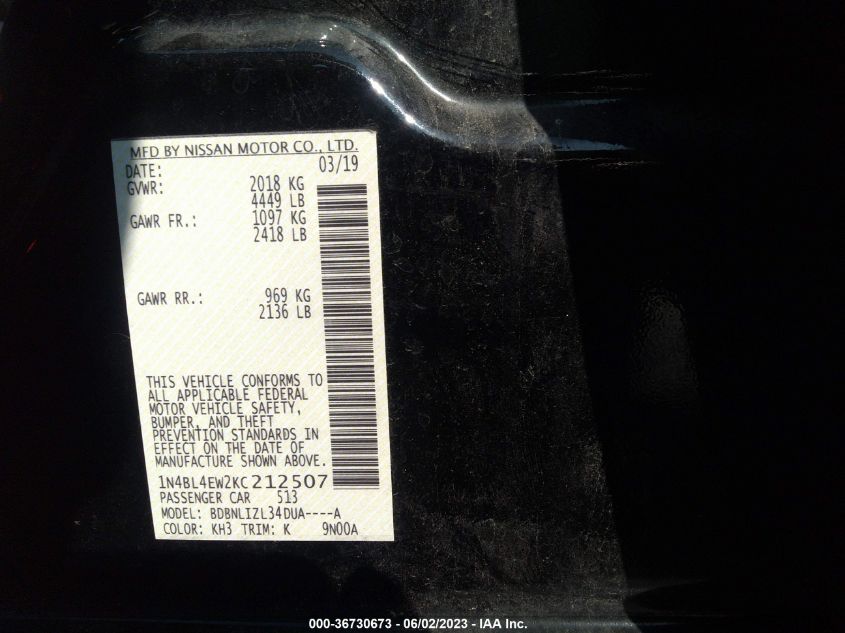 MFD BY NISSAN MOTOR CO., LTD.
DATE: 03/19
GVWR: 2018 KG
4449 LB
GAWR FR.: 1097 KG
2418 LB
GAWR RR.: 969 KG
2136 LB
THIS VEHICLE CONFORMS TO
ALL APPLICABLE FEDERAL
MOTOR VEHICLE SAFETY,
BUMPER, AND THEFT
PREVENTION STANDARDS IN
EFFECT ON THE DATE OF
MANUFACTURE SHOWN ABOVE.
1N4BL4EW2KC212507
PASSENGER CAR 513
MODEL: BDBNLIZL34DUA----A
COLOR: KH3 TRIM: K 9N00A
000-36730673 - 06/02/2023 - IAA Inc.